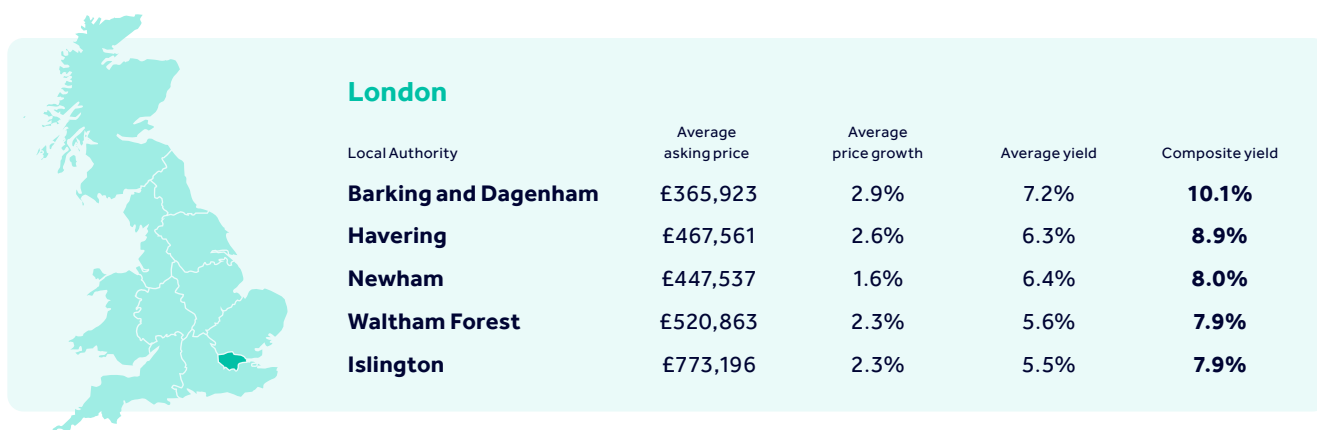 London
Local Authority Average asking price Average price growth Average yield Composite yield
Barking and Dagenham £365,923 2.9% 7.2% 10.1%
Havering £467,561 2.6% 6.3% 8.9%
Newham £447,537 1.6% 6.4% 8.0%
Waltham Forest £520,863 2.3% 5.6% 7.9%
Islington £773,196 2.3% 5.5% 7.9%